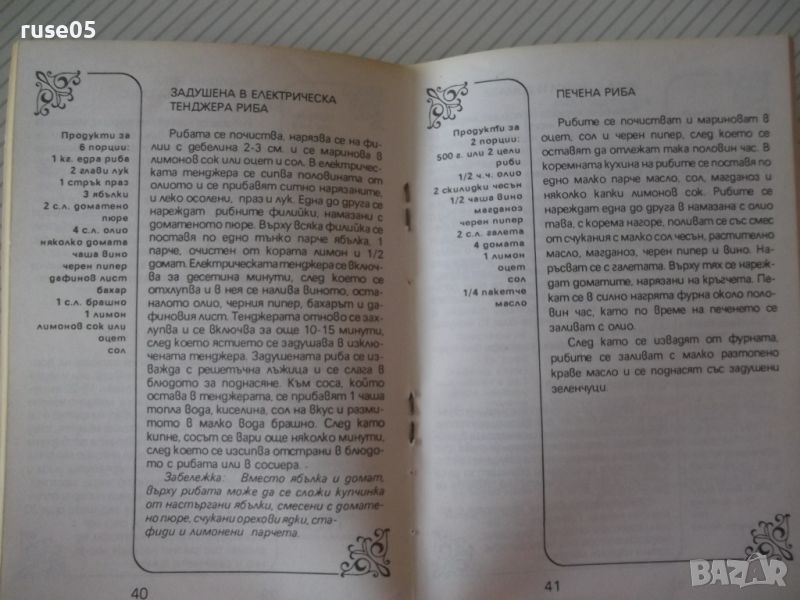 ruse05
ЗАДУШЕНА В ЕЛЕКТРИЧЕСКА
ТЕНДЖЕРА РИБА
Продукти за
6 порции:
1 кг. едра риба
2 глави лук
1 стрък праз
3 ябълки
2 с.л. доматено
пюре
4 с.л. олио
няколко домата
чаша вино
черен пипер
дафинов лист
бахар
1 с.л. брашно
1 лимон
лимонов сок или
оцет
сол
Рибата се почиства, нарязва се на фи-
лии с дебелина 2-3 см. и се маринова в
лимонов сок или оцет и сол. В електричес-
ката тенджера се сипва половината от
олиото и се прибавят ситно нарязаните,
и леко осолени, праз и лук. Една до друга се
нареждат рибните филийки, намазани с
доматеното пюре. Върху всяка филийка се
поставя по едно тънко парче ябълка, 1
парче, очистен от кората лимон и 1/2
домат. Електрическата тенджера се включ-
ва за десетина минути, след което се
отхлупва и в нея се налива виното, оста-
налото олио, черния пипер, бахарът и да-
финовия лист. Тенджерата отново се зах-
лупва и се включва за още 10-15 минути,
след което ястието се задушава в изклю-
чената тенджера. Задушената риба се из-
важда с решетъчна лъжица и се слага в
блюдото за поднасяне. Към соса, който
остава в тенджерата, се прибавят 1 чаша
топла вода, киселина, сол на вкус и размі-
тото в малко вода брашно. След като
кипне, сосът се вари още няколко минути,
след което се изсипва отстрани в блюдо-
то с рибата или в сосиера.
Забележка: Вместо ябълка и домат,
върху рибата може да се сложи купчинка
от настъргани ябълки, смесени с домате-
но пюре, счукани орехови ядки, ста-
фиди и лимонени парчета.
40
ПЕЧЕНА РИБА
Продукти за
2 порции:
500 г. или 2 цели
риби
1/2 ч.ч. олио
2 скилидки чесън
1/2 чаша вино
магданоз
черен пипер
2 с.л. галета
4 домата
1 лимон
оцет
сол
1/4 пакетче
масло
Рибите се почистват и мариноват в
оцет, сол и черен пипер, след което се
оставят да отлежат така половин час. В
коремната кухина на рибите се поставя по
едно малко парче масло, сол, магданоз и
няколко капки лимонов сок. Рибите се
нареждат една до друга в намазана с олио
тава, с корема нагоре, поливат се със смес
от счукания с малко сол чесън, растително
масло, магданоз, черен пипер и вино. На-
ръсват се с галетата. Върху тях се нареж-
дат доматите, нарязани на кръгчета. Пе-
кат се в силно нагрята фурна около поло-
вин час, като по време на печенето се
заливат с олио.
След като се извадят от фурната,
рибите се заливат с малко разтопено
краве масло и се поднасят със задушени
зеленчуци.
41
BAZAR